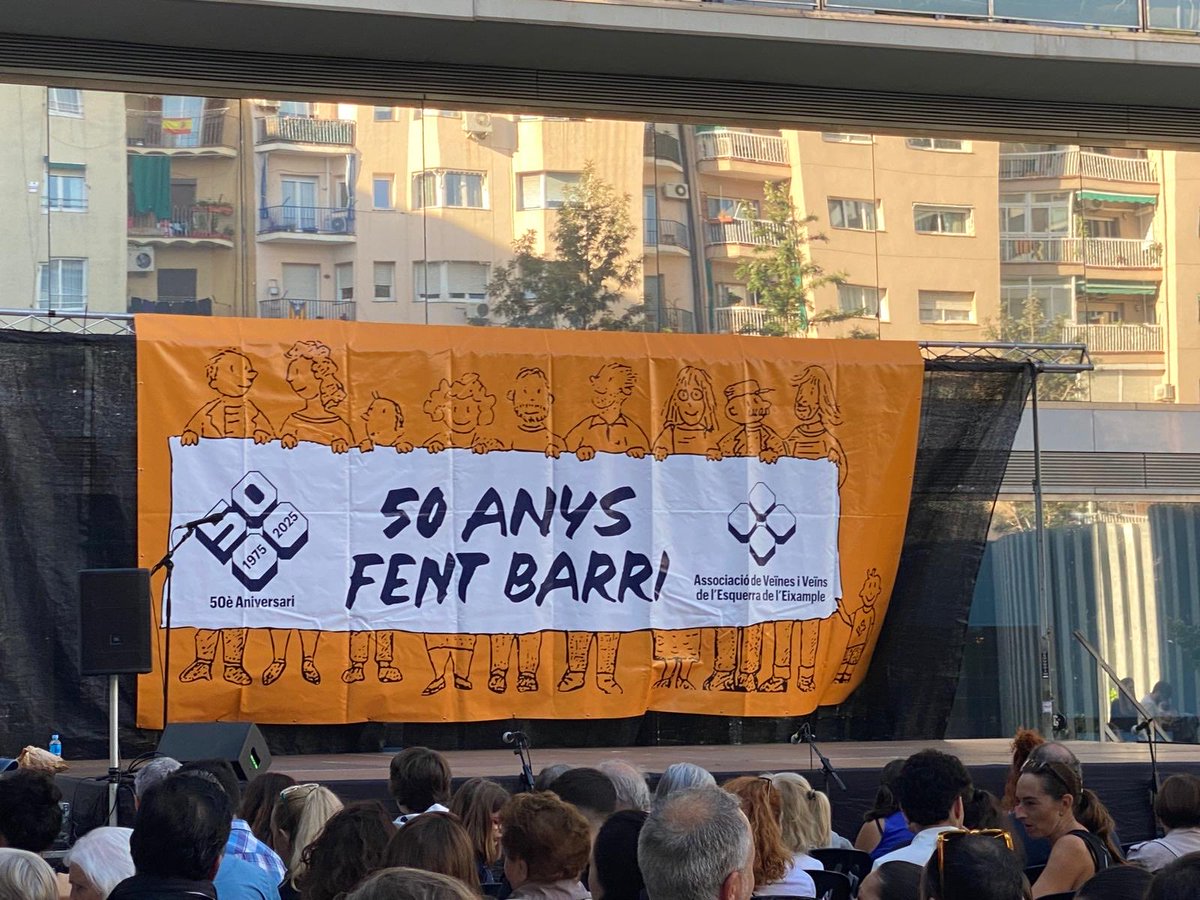 50
1975
2025
50è Aniversari
50 ANYS
FENT BARRI
Associació de Veïnes i Veïns
de l'Esquerra de l'Eixample